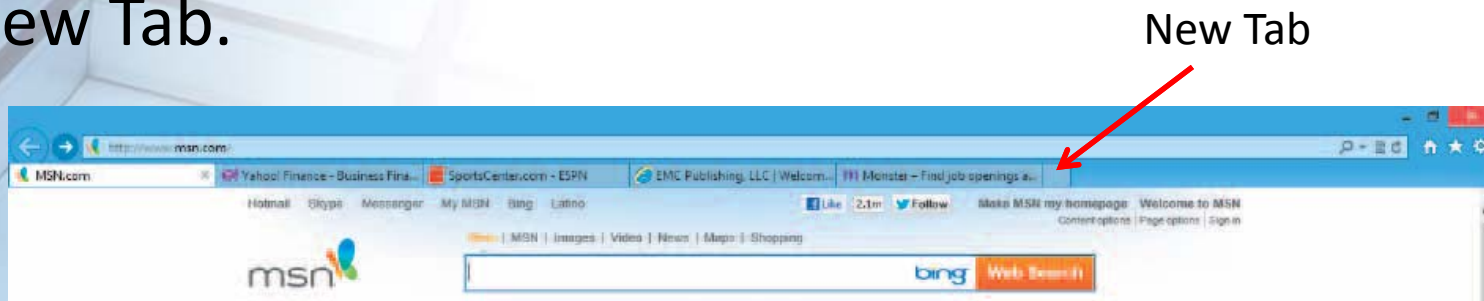 ew Tab.
New Tab
http://www.msn.com/
MSN.com
Yahoo! Finance - Business Fina...
SportsCenter.com - ESPN
EMC Publishing, LLC | Welcom...
Monster – Find job openings a...
Hotmail Skype Messenger My MSN Bing Latino
Like 2.1m Follow
Make MSN my homepage Welcome to MSN
Content options | Page options | Sign in
| MSN | Images | Video | News | Maps | Shopping
msn
bing Web Search